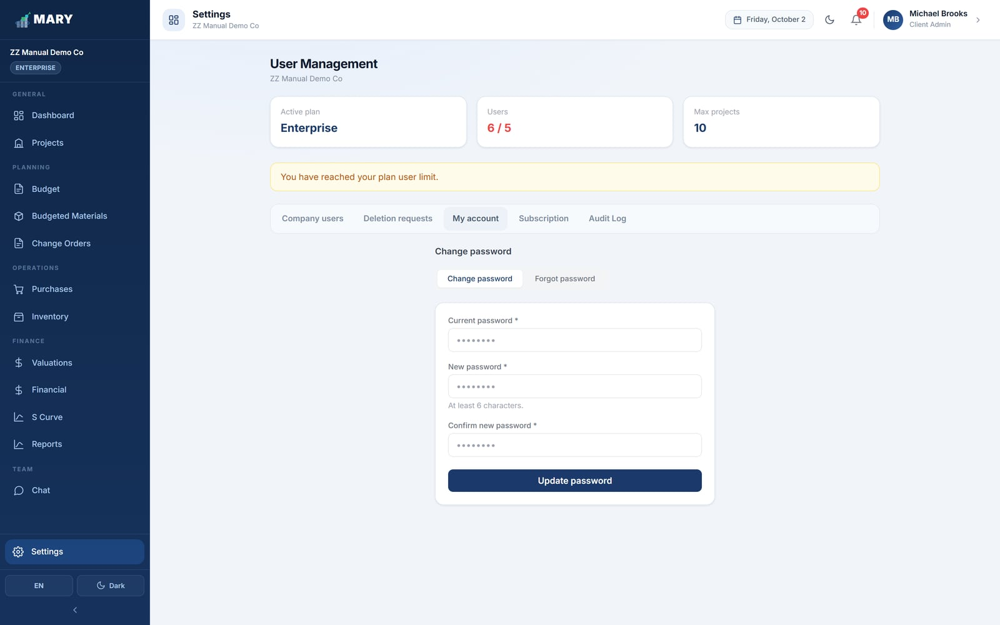 MARY
ZZ Manual Demo Co
ENTERPRISE
GENERAL
Dashboard
Projects
PLANNING
Budget
Budgeted Materials
Change Orders
OPERATIONS
Purchases
Inventory
FINANCE
Valuations
Financial
S Curve
Reports
TEAM
Chat
Settings
EN
Dark
Settings
ZZ Manual Demo Co
Friday, October 2
10
MB
Michael Brooks
Client Admin
User Management
ZZ Manual Demo Co
Active plan
Enterprise
Users
6 / 5
Max projects
10
You have reached your plan user limit.
Company users
Deletion requests
My account
Subscription
Audit Log
Change password
Change password
Forgot password
Current password *
••••••••
New password *
••••••••
At least 6 characters.
Confirm new password *
••••••••
Update password